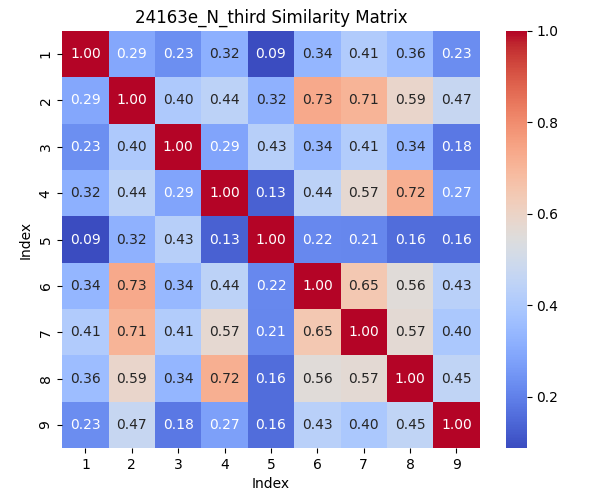 24163e_N_third Similarity Matrix
1 1.00 0.29 0.23 0.32 0.09 0.34 0.41 0.36 0.23
2 0.29 1.00 0.40 0.44 0.32 0.73 0.71 0.59 0.47
3 0.23 0.40 1.00 0.29 0.43 0.34 0.41 0.34 0.18
4 0.32 0.44 0.29 1.00 0.13 0.44 0.57 0.72 0.27
5 0.09 0.32 0.43 0.13 1.00 0.22 0.21 0.16 0.16
6 0.34 0.73 0.34 0.44 0.22 1.00 0.65 0.56 0.43
7 0.41 0.71 0.41 0.57 0.21 0.65 1.00 0.57 0.40
8 0.36 0.59 0.34 0.72 0.16 0.56 0.57 1.00 0.45
9 0.23 0.47 0.18 0.27 0.16 0.43 0.40 0.45 1.00
1 2 3 4 5 6 7 8 9
Index
Index
1.0
0.8
0.6
0.4
0.2